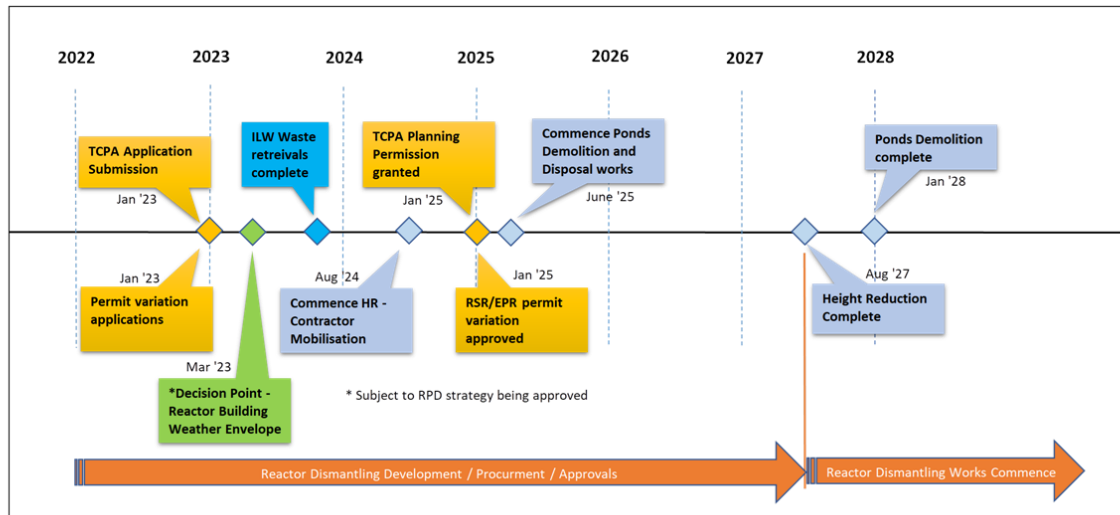 2022
2023
2024
2025
2026
2027
2028
TCPA Application
Submission
Jan '23
ILW Waste
retreivals
complete
TCPA Planning
Permission
granted
Jan '25
Commence Ponds
Demolition and
Disposal works
June '25
Ponds Demolition
complete
Jan '28
Jan '23
Permit variation
applications
Mar '23
*Decision Point -
Reactor Building
Weather Envelope
Aug '24
Commence HR -
Contractor
Mobilisation
Jan '25
RSR/EPR permit
variation
approved
Aug '27
Height Reduction
Complete
* Subject to RPD strategy being approved
Reactor Dismantling Development / Procurment / Approvals
Reactor Dismantling Works Commence